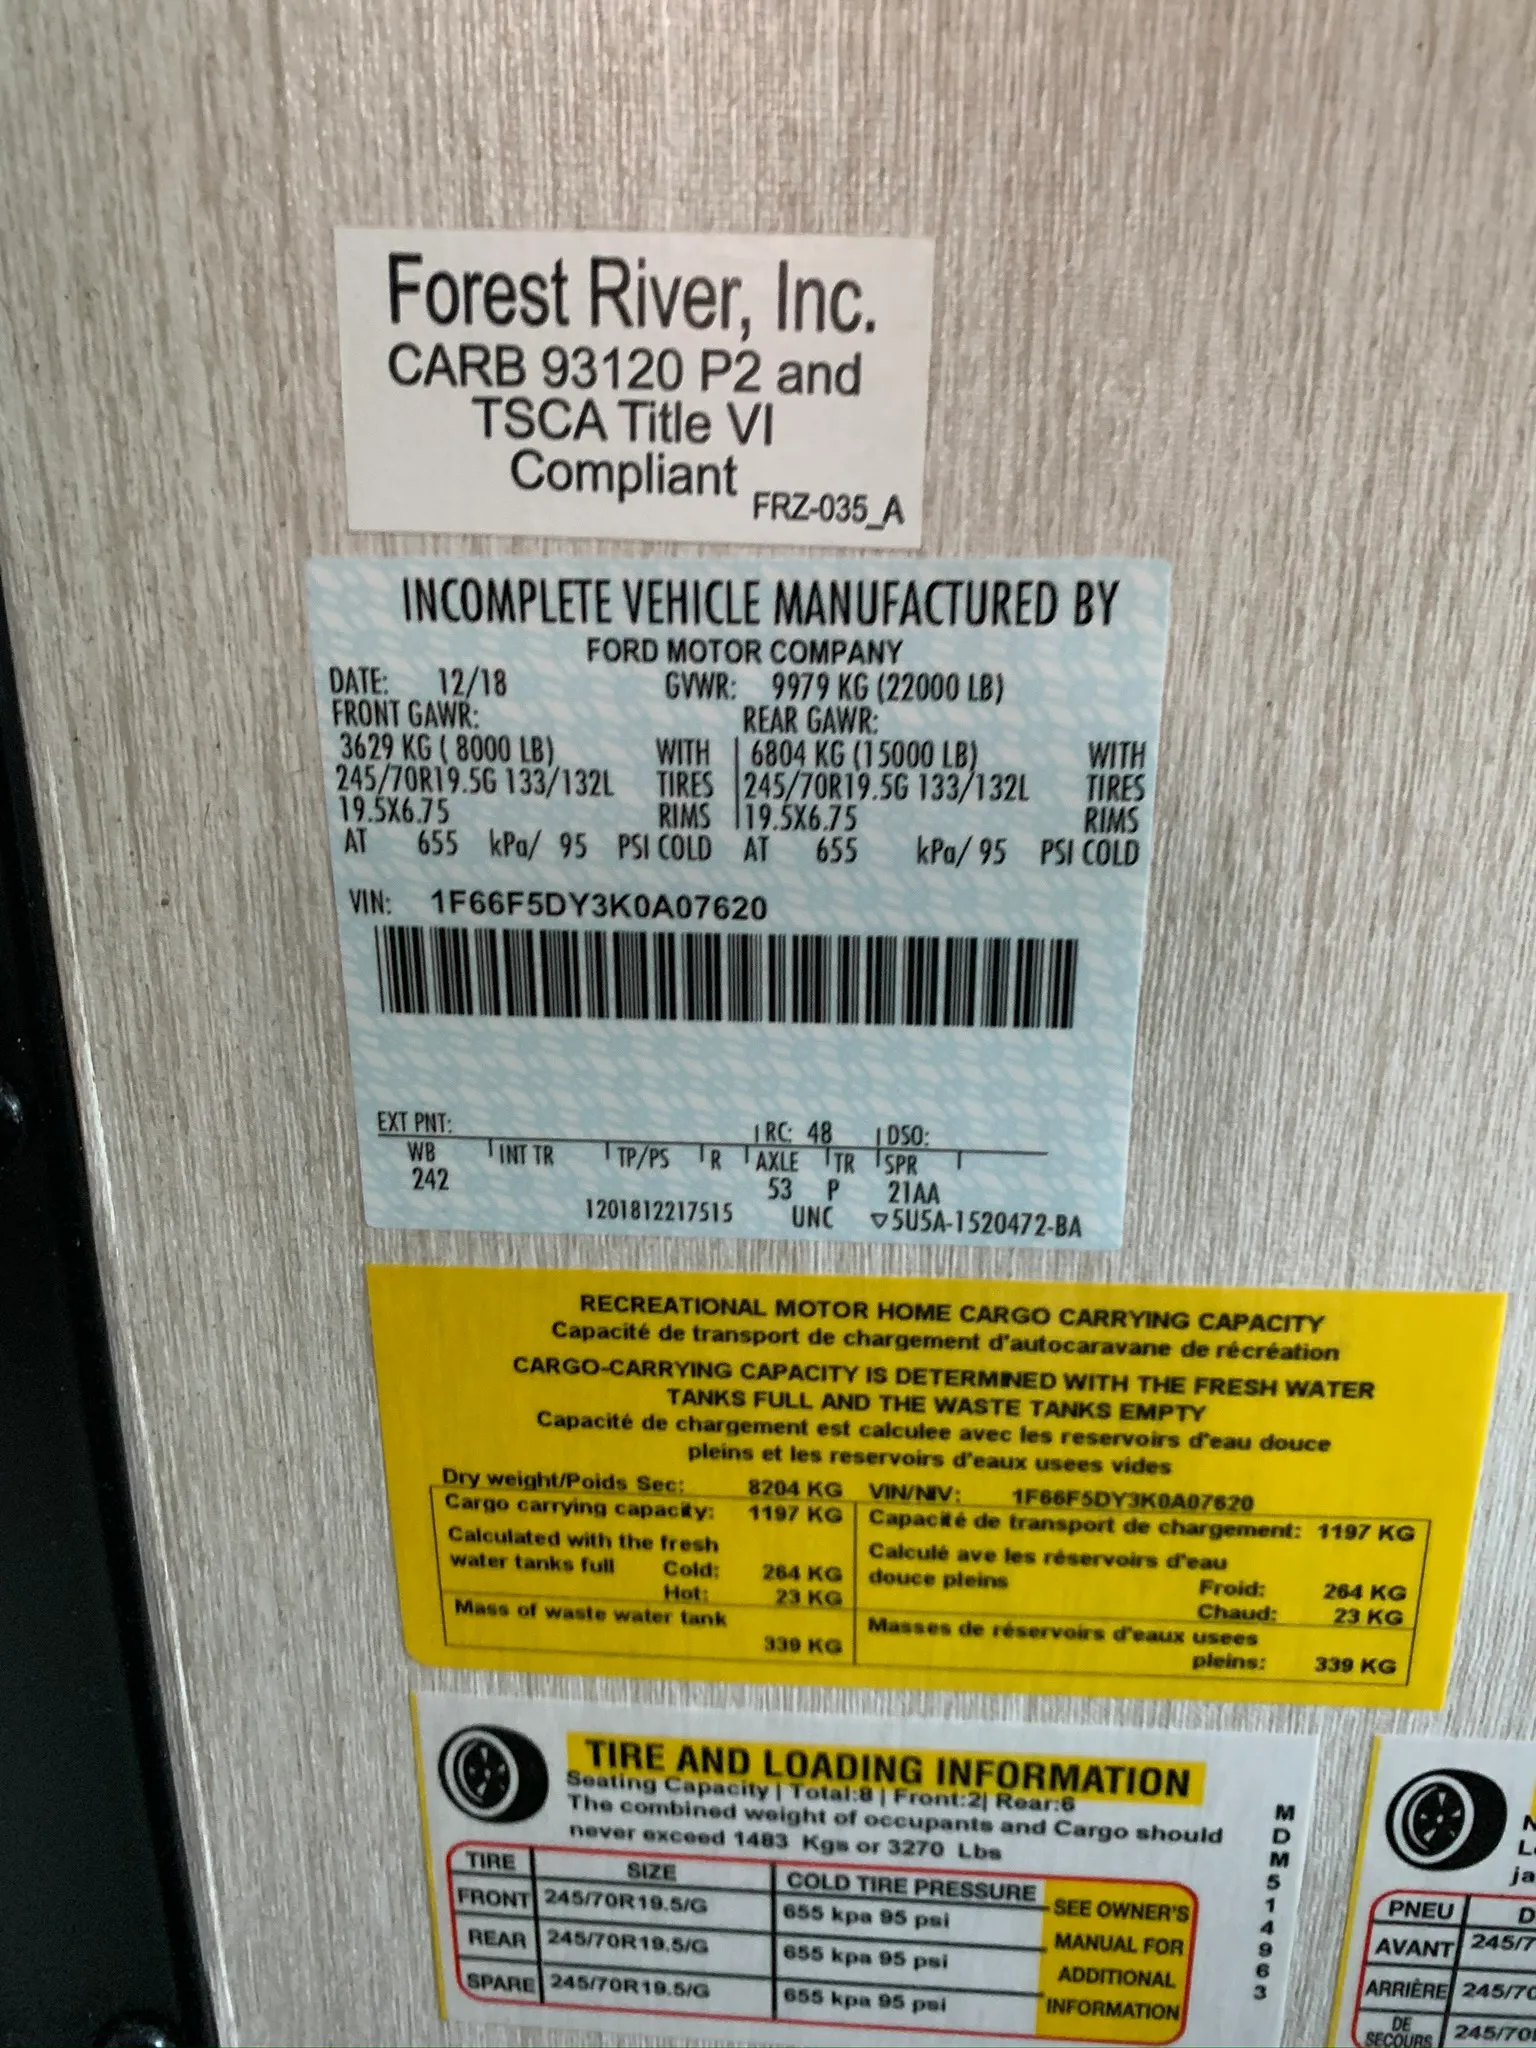 Forest River, Inc.
CARB 93120 P2 and
TSCA Title VI
Compliant
FRZ-035_A
INCOMPLETE VEHICLE MANUFACTURED BY
FORD MOTOR COMPANY
DATE: 12/18 GVWR: 9979 KG (22000 LB)
FRONT GAWR: REAR GAWR:
3629 KG ( 8000 LB) WITH 6804 KG (15000 LB) WITH
245/70R19.5G 133/132L TIRES 245/70R19.5G 133/132L TIRES
19.5X6.75 RIMS 19.5X6.75 RIMS
AT 655 kPa/ 95 PSI COLD AT 655 kPa/ 95 PSI COLD
VIN: 1F66F5DY3K0A07620
EXT PNT: RC: 48 DSO:
WB INT TR TP/PS R AXLE TR SPR
242 53 P 21AA
1201812217515 UNC ▽5U5A-1520472-BA
RECREATIONAL MOTOR HOME CARGO CARRYING CAPACITY
Capacité de transport de chargement d'autocaravane de récréation
CARGO-CARRYING CAPACITY IS DETERMINED WITH THE FRESH WATER
TANKS FULL AND THE WASTE TANKS EMPTY
Capacité de chargement est calculee avec les reservoirs d'eau douce
pleins et les reservoirs d'eaux usees vides
Dry weight/Poids Sec: 8204 KG VIN/NIV: 1F66F5DY3K0A07620
Cargo carrying capacity: 1197 KG Capacité de transport de chargement: 1197 KG
Calculated with the fresh Calculé ave les réservoirs d'eau
water tanks full Cold: 264 KG douce pleins Froid: 264 KG
Hot: 23 KG Chaud: 23 KG
Mass of waste water tank Masses de réservoirs d'eaux usees
339 KG pleins: 339 KG
TIRE AND LOADING INFORMATION
Seating Capacity | Total:8 | Front:2| Rear:6
The combined weight of occupants and Cargo should
never exceed 1483 Kgs or 3270 Lbs
TIRE SIZE COLD TIRE PRESSURE SEE OWNER'S
FRONT 245/70R19.5/G 655 kpa 95 psi MANUAL FOR
REAR 245/70R19.5/G 655 kpa 95 psi ADDITIONAL
SPARE 245/70R19.5/G 655 kpa 95 psi INFORMATION
MDM514963
ja
PNEU D
AVANT 245/7
ARRIÈRE 245/70
DE
SECOURS 245/70